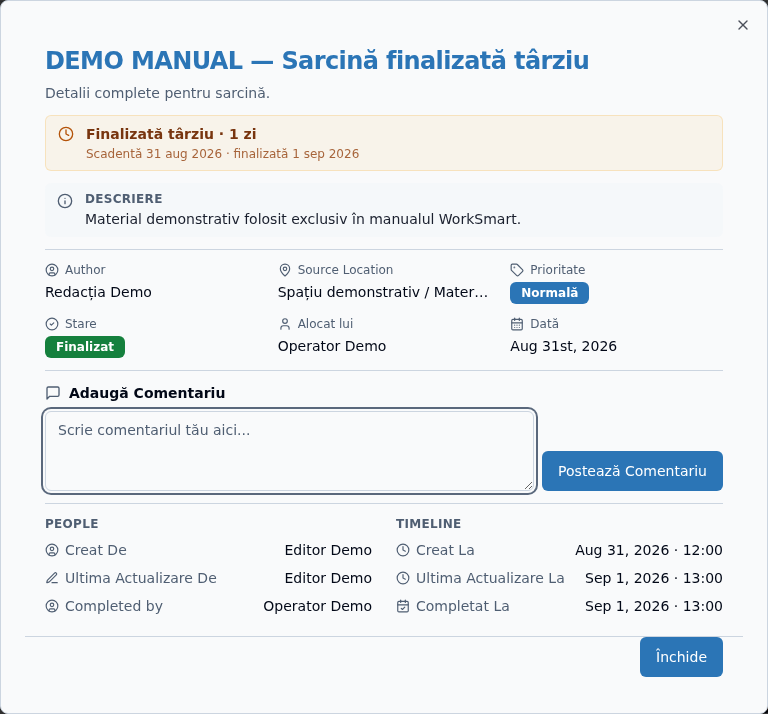 DEMO MANUAL — Sarcină finalizată târziu
Detalii complete pentru sarcină.
Finalizată târziu · 1 zi
Scadentă 31 aug 2026 · finalizată 1 sep 2026
DESCRIERE
Material demonstrativ folosit exclusiv în manualul WorkSmart.
Author
Redacția Demo
Source Location
Spațiu demonstrativ / Mater...
Prioritate
Normală
Stare
Finalizat
Alocat lui
Operator Demo
Dată
Aug 31st, 2026
Adaugă Comentariu
Scrie comentariul tău aici...
Postează Comentariu
PEOPLE
Creat De Editor Demo
Ultima Actualizare De Editor Demo
Completed by Operator Demo
TIMELINE
Creat La Aug 31, 2026 · 12:00
Ultima Actualizare La Sep 1, 2026 · 13:00
Completat La Sep 1, 2026 · 13:00
Închide